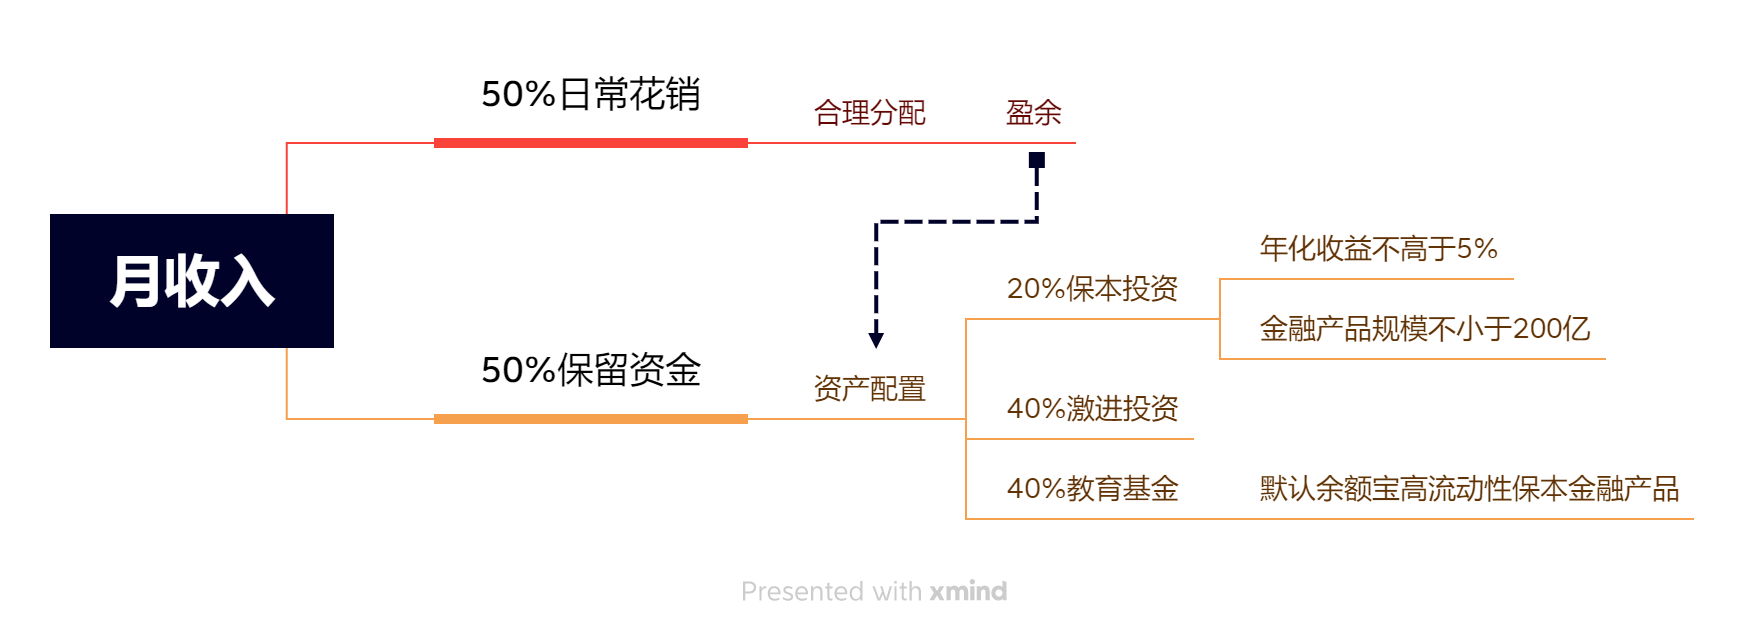 50%日常花销
合理分配
盈余
月收入
50%保留资金
资产配置
20%保本投资
年化收益不高于5%
金融产品规模不小于200亿
40%激进投资
40%教育基金
默认余额宝高流动性保本金融产品
Presented with xmind